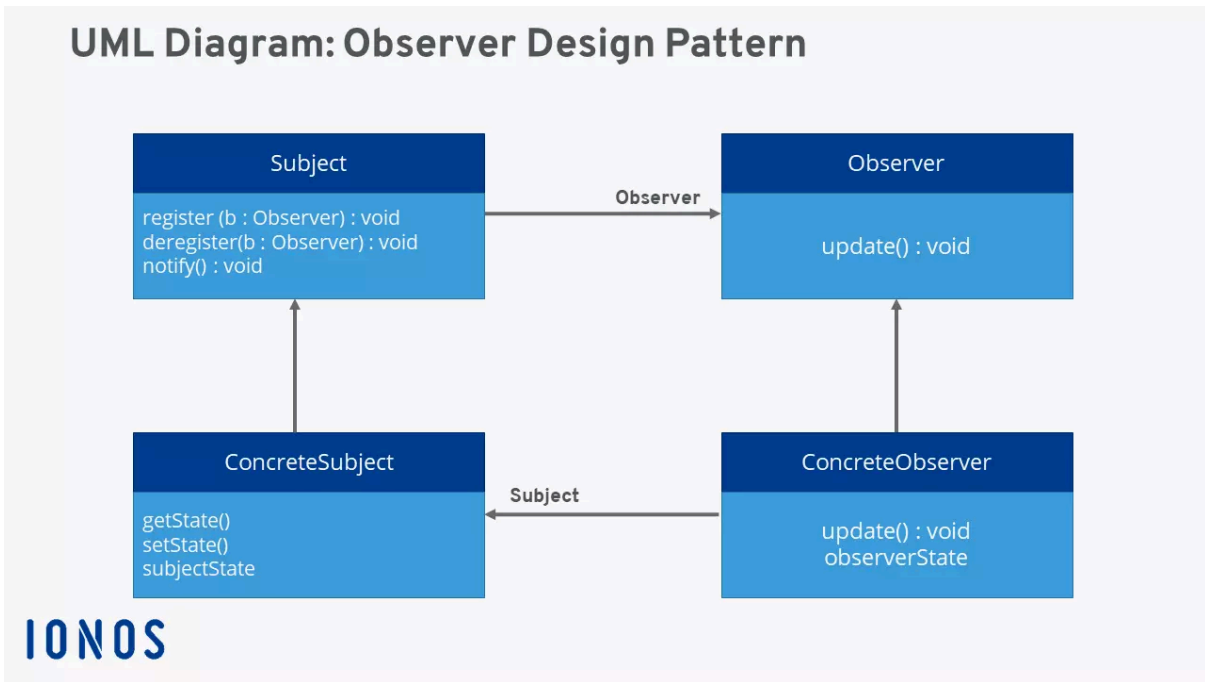 UML Diagram: Observer Design Pattern
Subject
register (b : Observer) : void
deregister(b : Observer) : void
notify() : void
Observer
Observer
update() : void
ConcreteSubject
getState()
setState()
subjectState
Subject
ConcreteObserver
update() : void
observerState
IONOS